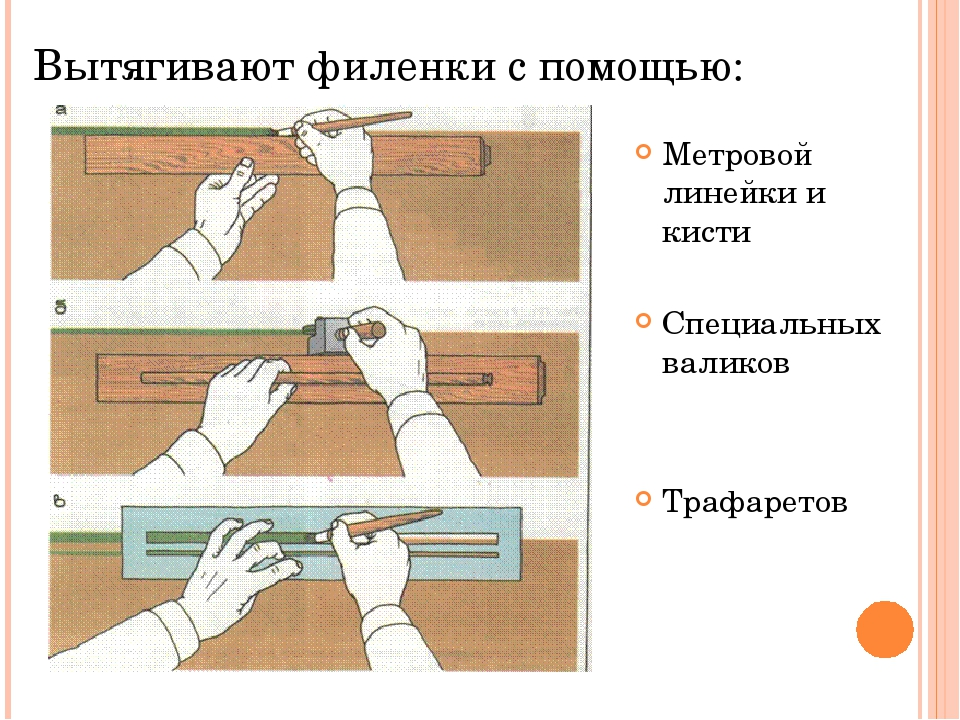 Вытягивают филенки с помощью:
а
Метровой
линейки и
кисти
б
Специальных
валиков
в
Трафаретов